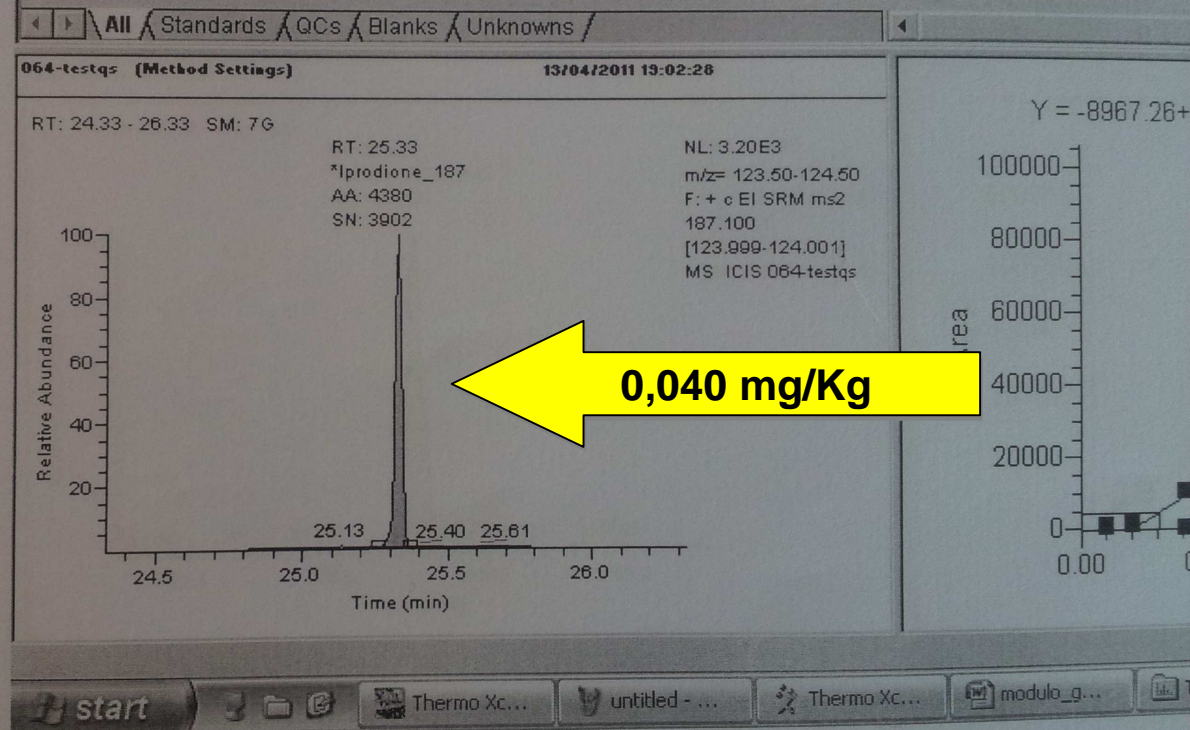 All Standards QCs Blanks Unknowns
064-testqs (Method Settings) 13/04/2011 19:02:28
RT: 24.33 - 26.33 SM: 7G
RT: 25.33
*Iprodione_187
AA: 4380
SN: 3902
NL: 3.20E3
m/z= 123.50-124.50
F: + c EI SRM ms2
187.100
[123.999-124.001]
MS ICIS 064-testqs
100
80
60
40
20
Relative Abundance
25.13 25.40 25.61
24.5 25.0 25.5 26.0
Time (min)
0,040 mg/Kg
Y = -8967.26+
100000
80000
60000
40000
20000
0
0.00
start Thermo Xc... untitled - ... Thermo Xc... modulo_g...